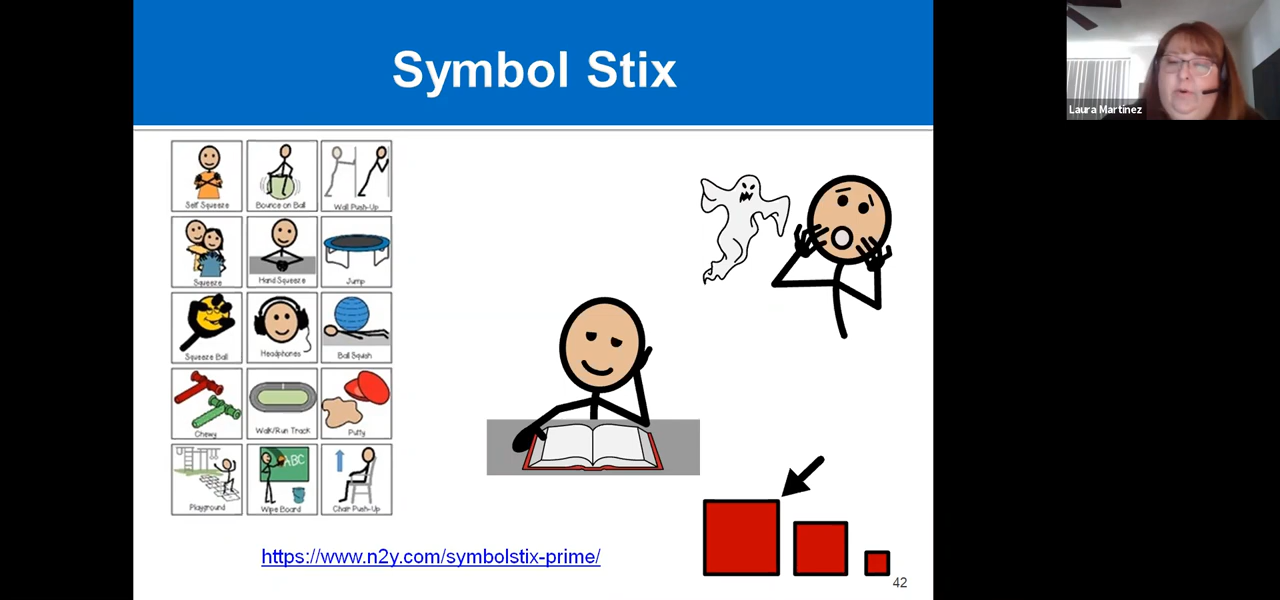 Symbol Stix
Laura Martinez
Self Squeeze
Bounce on Ball
Wall Push-Up
Squeeze
Hand Squeeze
Jump
Squeeze Ball
Headphones
Ball Squish
Chewy
Walk/Run Track
Putty
ABC
Playground
Wipe Board
Chair Push-Up
https://www.n2y.com/symbolstix-prime/
42